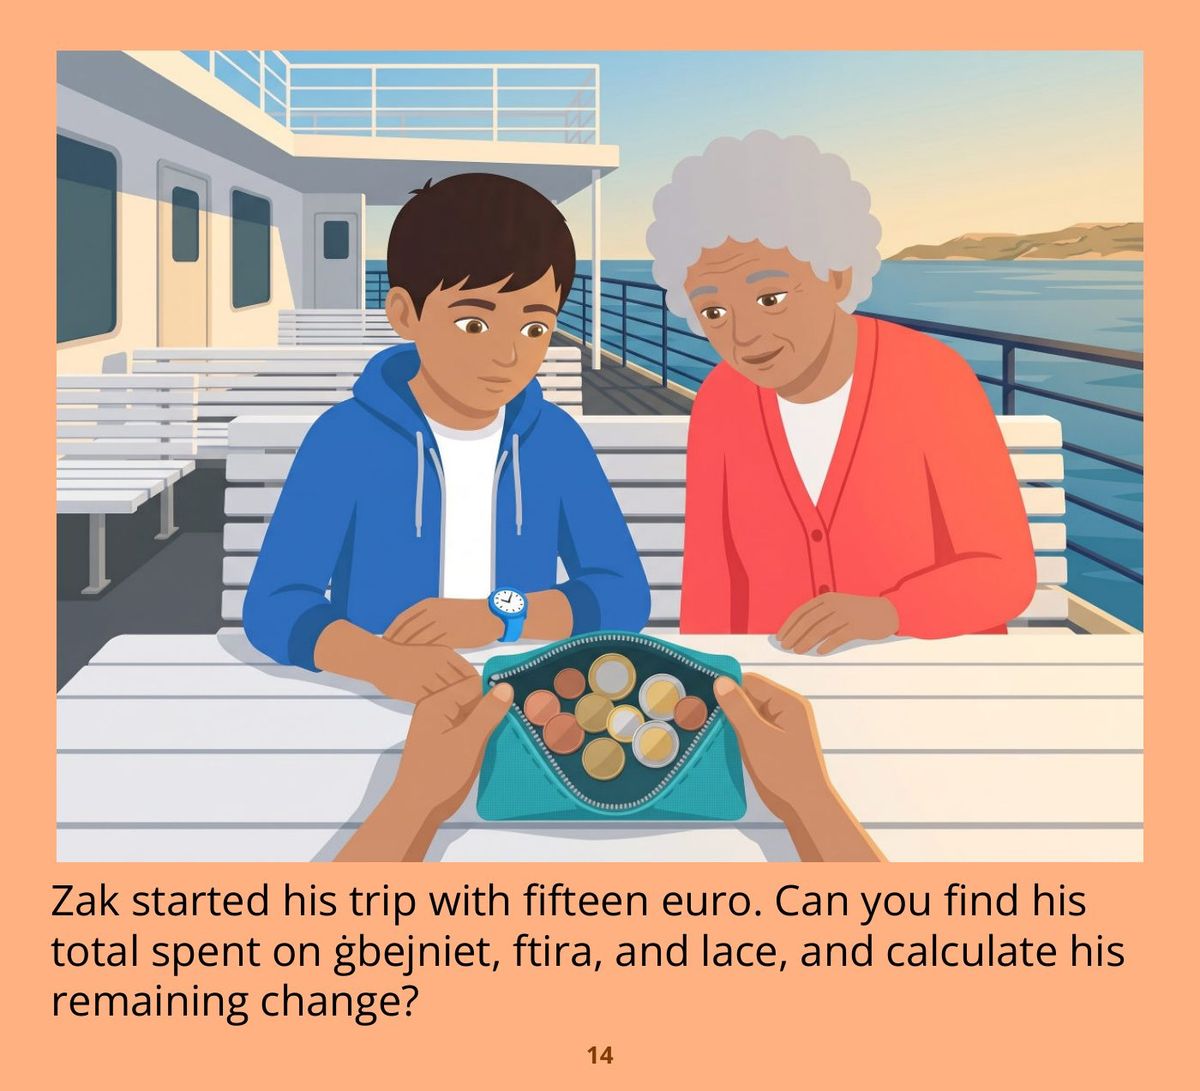 Zak started his trip with fifteen euro. Can you find his
total spent on ġbejniet, ftira, and lace, and calculate his
remaining change?
14